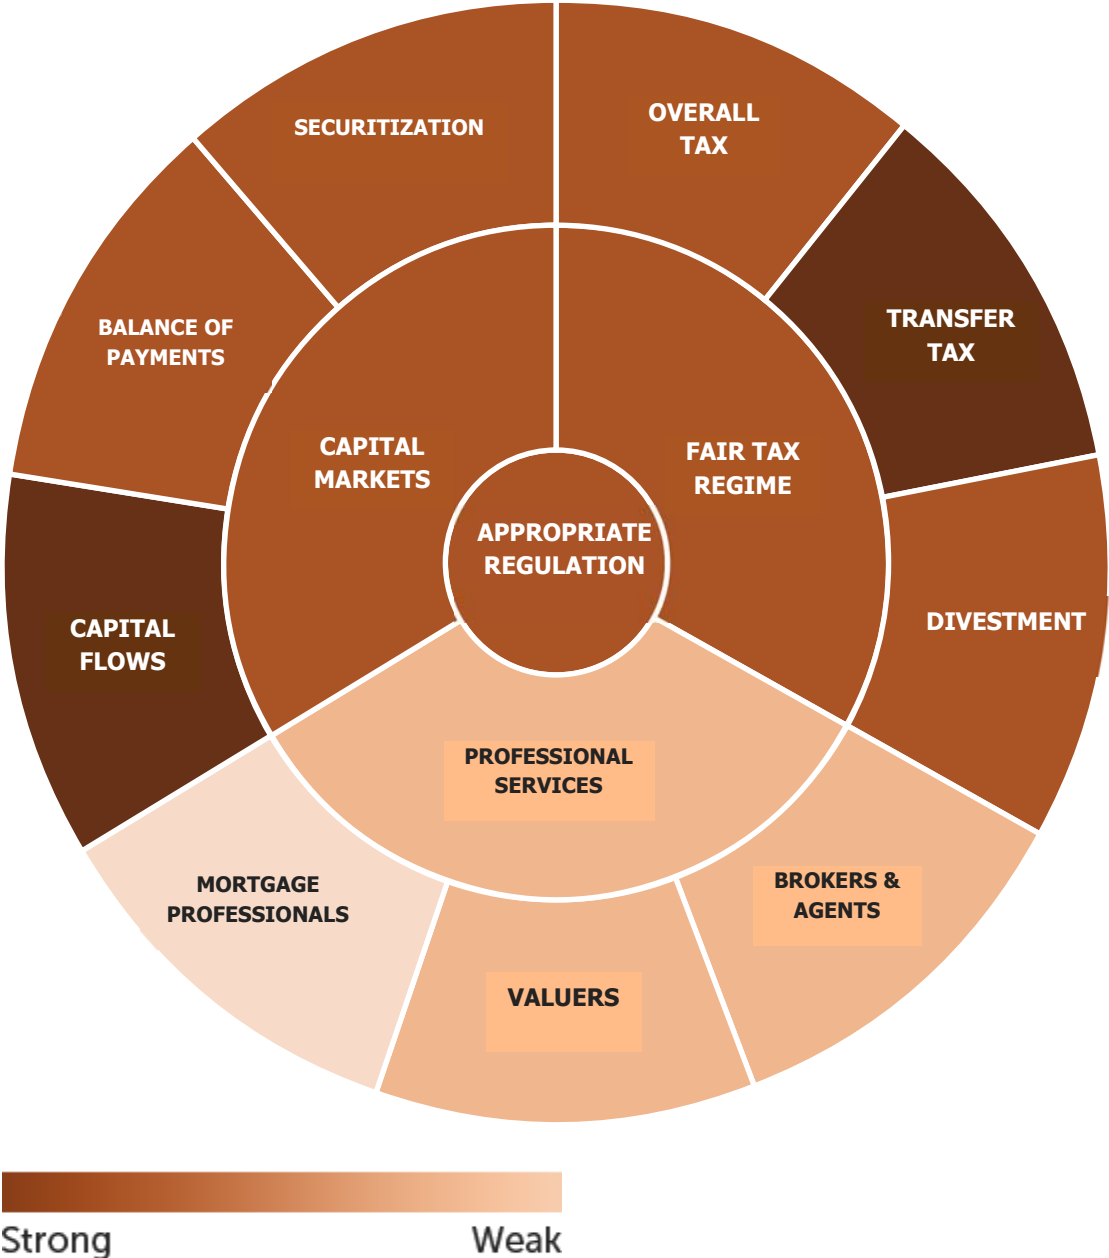 SECURITIZATION
OVERALL
TAX
BALANCE OF
PAYMENTS
TRANSFER
TAX
CAPITAL
MARKETS
FAIR TAX
REGIME
APPROPRIATE
REGULATION
CAPITAL
FLOWS
DIVESTMENT
PROFESSIONAL
SERVICES
MORTGAGE
PROFESSIONALS
BROKERS &
AGENTS
VALUERS
Strong
Weak